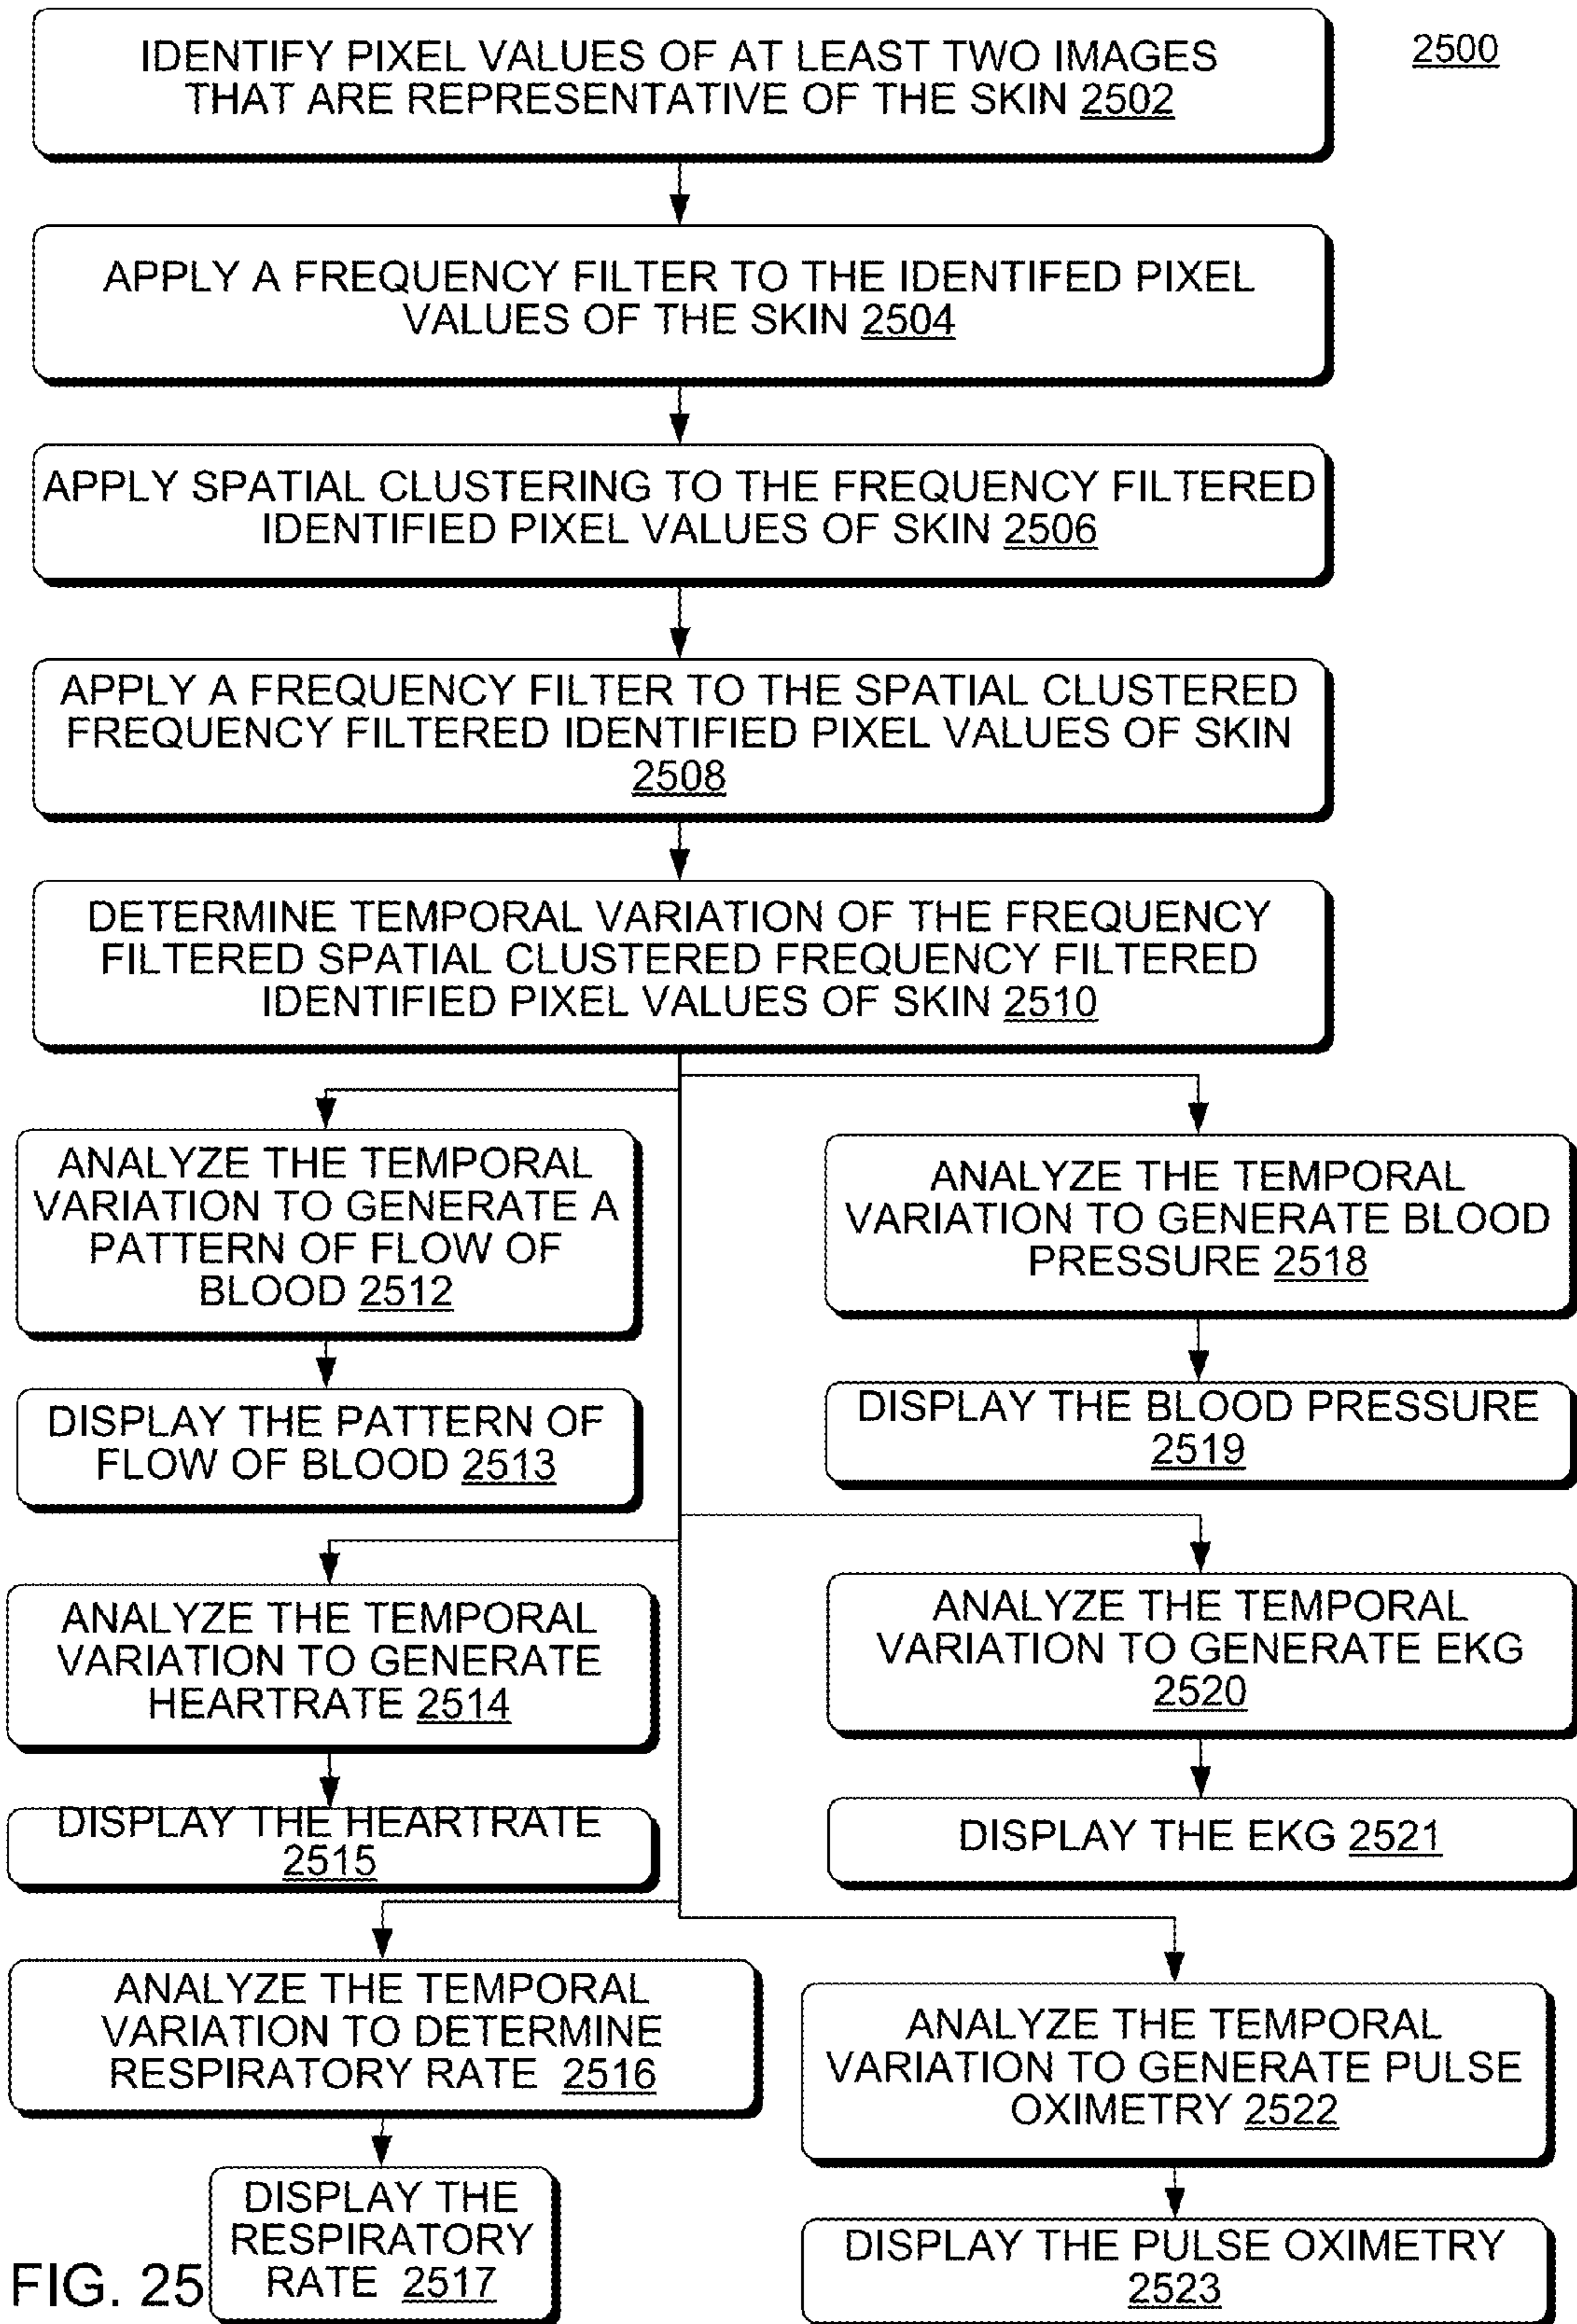 2500
IDENTIFY PIXEL VALUES OF AT LEAST TWO IMAGES
THAT ARE REPRESENTATIVE OF THE SKIN 2502
APPLY A FREQUENCY FILTER TO THE IDENTIFED PIXEL
VALUES OF THE SKIN 2504
APPLY SPATIAL CLUSTERING TO THE FREQUENCY FILTERED
IDENTIFIED PIXEL VALUES OF SKIN 2506
APPLY A FREQUENCY FILTER TO THE SPATIAL CLUSTERED
FREQUENCY FILTERED IDENTIFIED PIXEL VALUES OF SKIN
2508
DETERMINE TEMPORAL VARIATION OF THE FREQUENCY
FILTERED SPATIAL CLUSTERED FREQUENCY FILTERED
IDENTIFIED PIXEL VALUES OF SKIN 2510
ANALYZE THE TEMPORAL
VARIATION TO GENERATE A
PATTERN OF FLOW OF
BLOOD 2512
DISPLAY THE PATTERN OF
FLOW OF BLOOD 2513
ANALYZE THE TEMPORAL
VARIATION TO GENERATE BLOOD
PRESSURE 2518
DISPLAY THE BLOOD PRESSURE
2519
ANALYZE THE TEMPORAL
VARIATION TO GENERATE
HEARTRATE 2514
DISPLAY THE HEARTRATE
2515
ANALYZE THE TEMPORAL
VARIATION TO GENERATE EKG
2520
DISPLAY THE EKG 2521
ANALYZE THE TEMPORAL
VARIATION TO DETERMINE
RESPIRATORY RATE 2516
DISPLAY THE
RESPIRATORY
RATE 2517
ANALYZE THE TEMPORAL
VARIATION TO GENERATE PULSE
OXIMETRY 2522
DISPLAY THE PULSE OXIMETRY
2523
FIG. 25